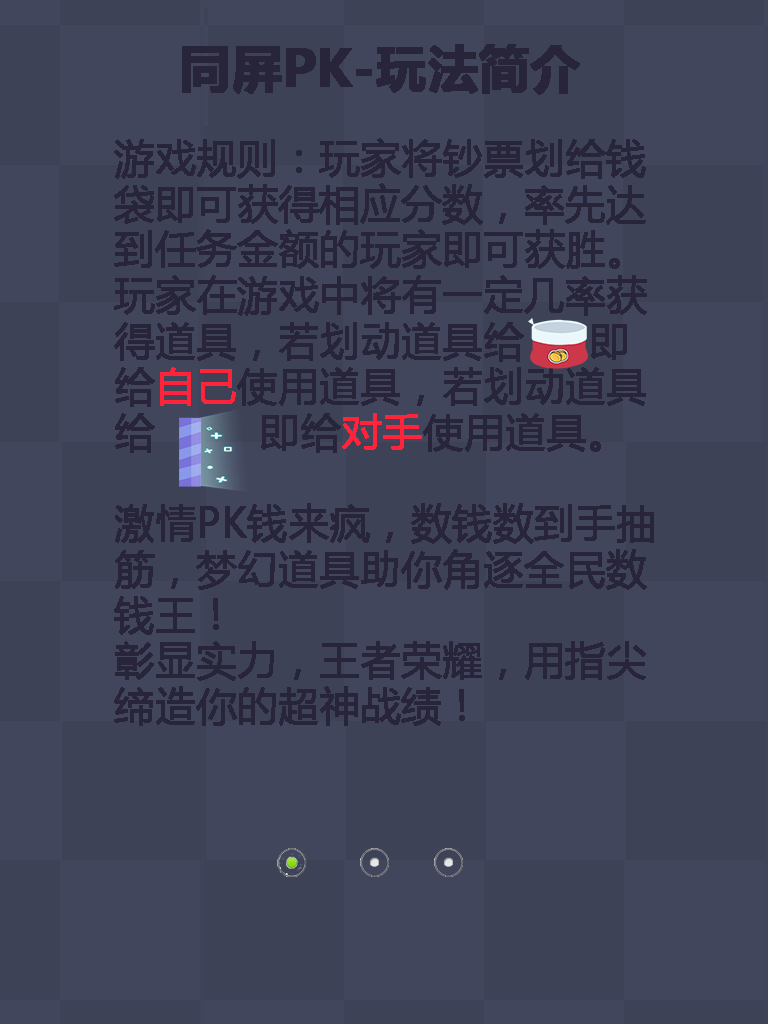 同屏PK-玩法简介
游戏规则：玩家将钞票划给钱
袋即可获得相应分数，率先达
到任务金额的玩家即可获胜。
玩家在游戏中将有一定几率获
得道具，若划动道具给 即
给自己使用道具，若划动道具
给 即给对手使用道具。
激情PK钱来疯，数钱数到手抽
筋，梦幻道具助你角逐全民数
钱王！
彰显实力，王者荣耀，用指尖
缔造你的超神战绩！